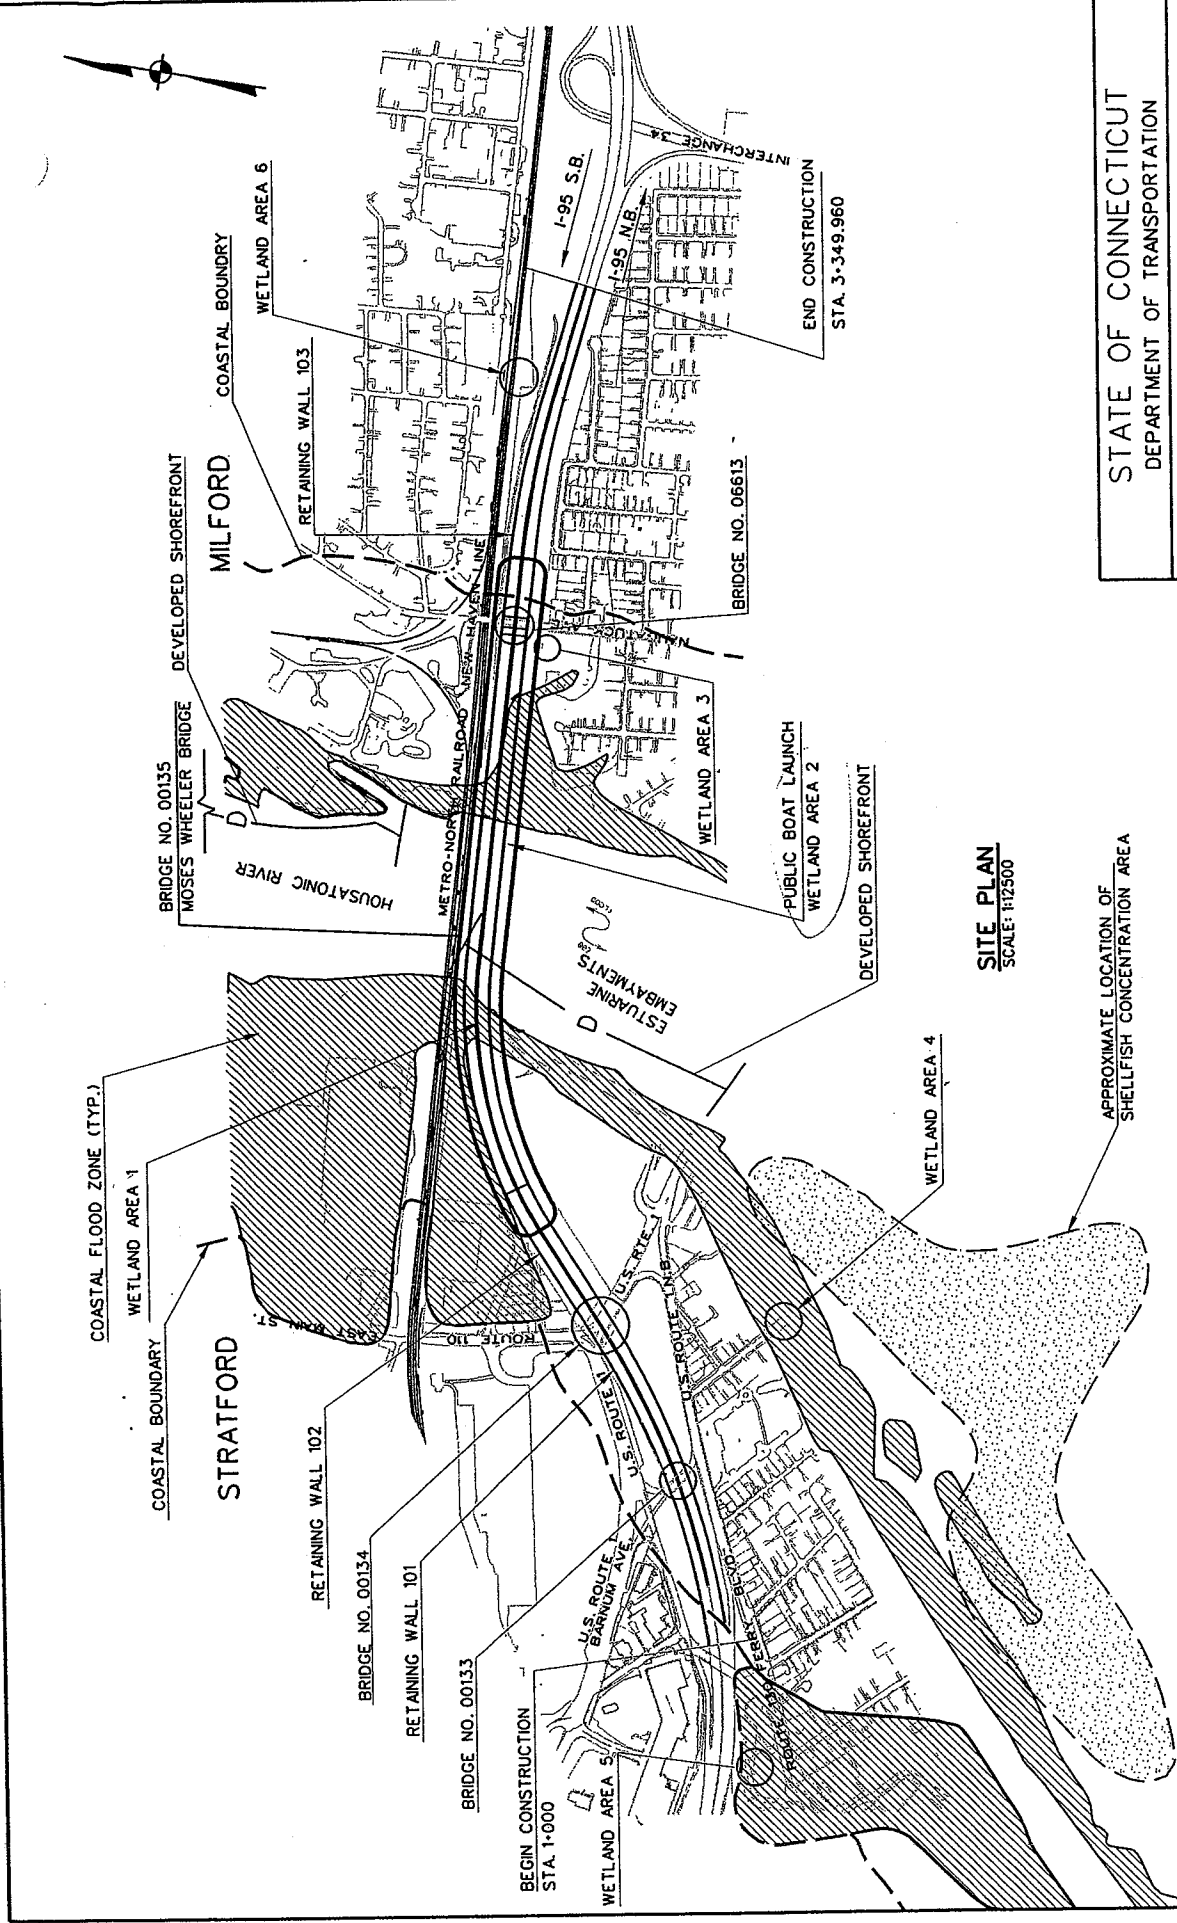 COASTAL FLOOD ZONE (TYP.)
WETLAND AREA 1
COASTAL BOUNDARY
STRATFORD
EAST MAIN ST.
ROUTE 110
RETAINING WALL 102
BRIDGE NO. 00134
RETAINING WALL 101
BRIDGE NO. 00133
BEGIN CONSTRUCTION
STA. 1+000
WETLAND AREA 5
U.S. ROUTE 1
BARNUM AVE.
U.S. ROUTE 1
U.S. RTE. 1
U.S. ROUTE 1 N.B.
ROUTE 130 FERRY BLVD.
BRIDGE NO. 00135
MOSES WHEELER BRIDGE
DEVELOPED SHOREFRONT
D
HOUSATONIC RIVER
METRO-NORTH RAILROAD NEW HAVEN LINE
MILFORD
COASTAL BOUNDRY
WETLAND AREA 6
RETAINING WALL 103
I-95 S.B.
I-95 N.B.
INTERCHANGE 34
END CONSTRUCTION
STA. 3+349.960
NAUGATUCK AVE
BRIDGE NO. 06613
WETLAND AREA 3
PUBLIC BOAT LAUNCH
WETLAND AREA 2
DEVELOPED SHOREFRONT
ESTUARINE
EMBAYMENTS
EBB
FLOOD
D
WETLAND AREA 4
APPROXIMATE LOCATION OF
SHELLFISH CONCENTRATION AREA
SITE PLAN
SCALE: 1:12500
STATE OF CONNECTICUT
DEPARTMENT OF TRANSPORTATION